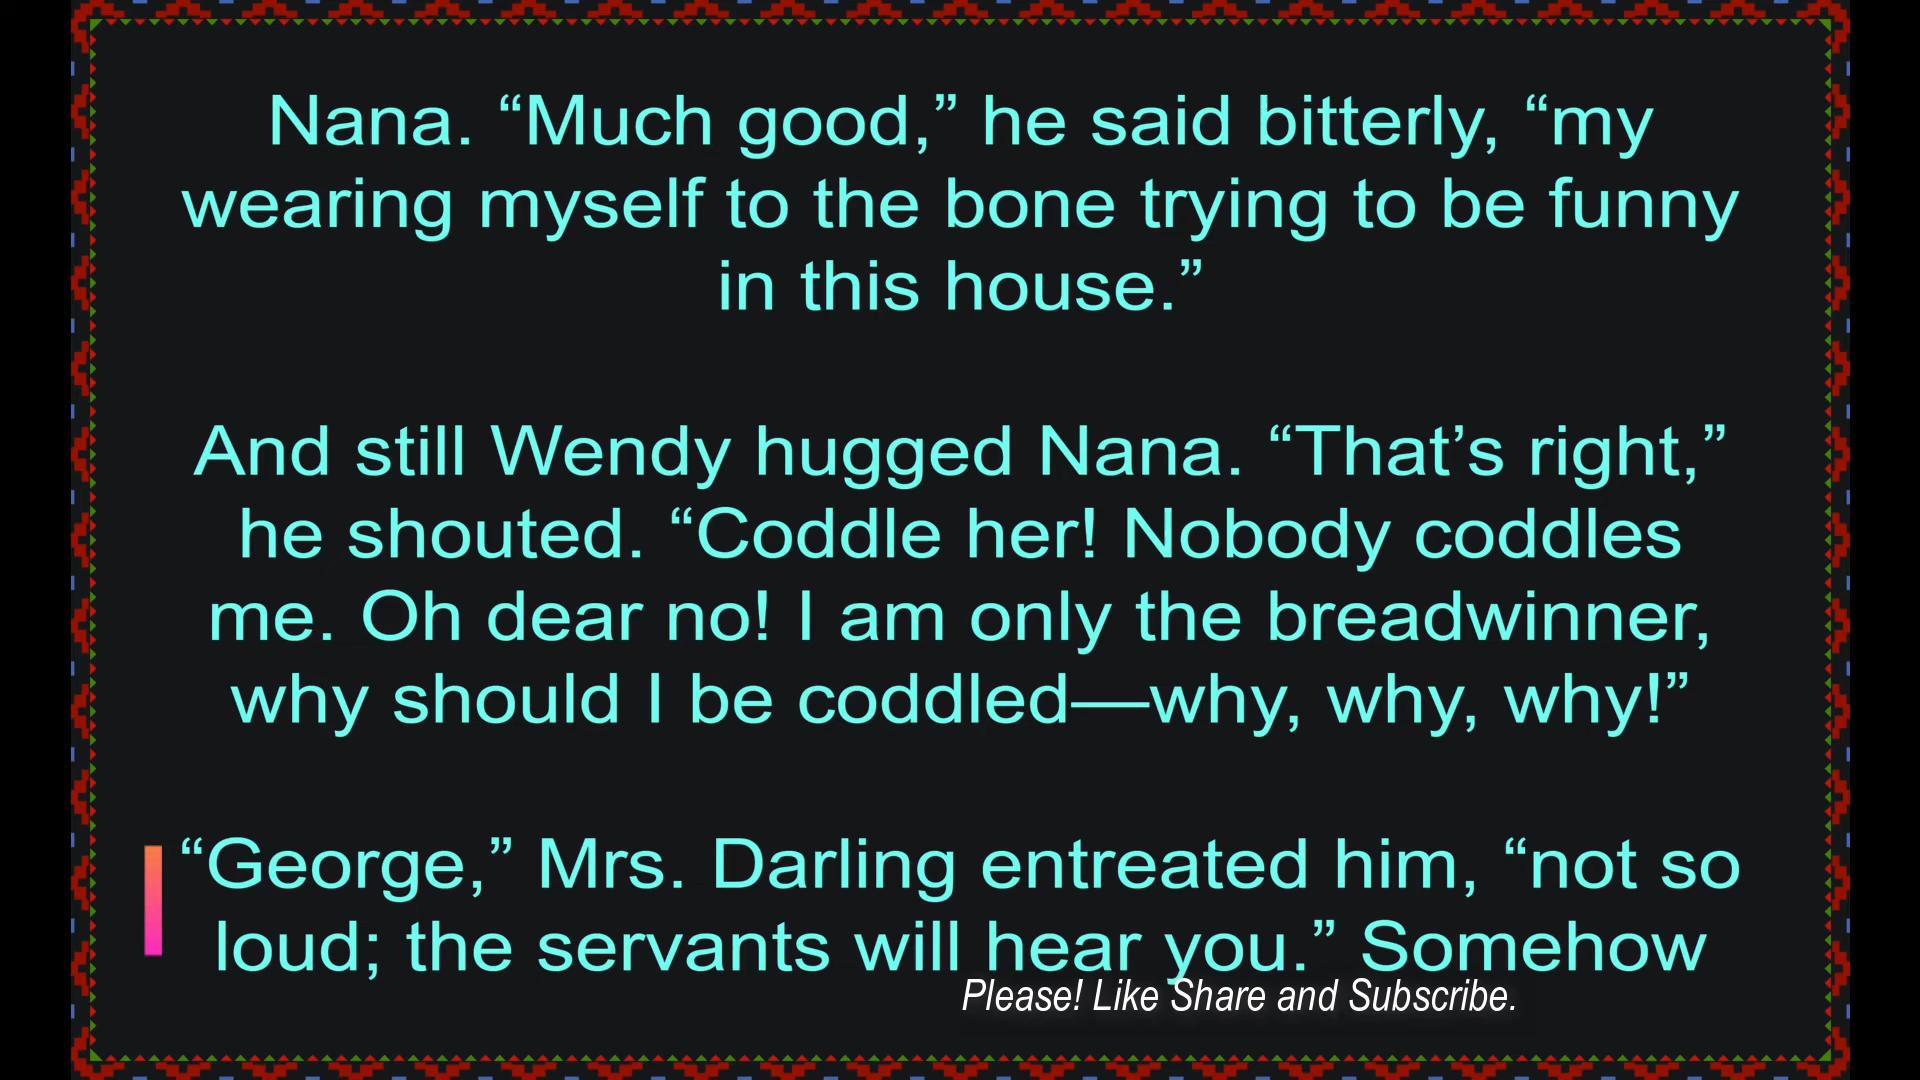 Nana. “Much good,” he said bitterly, “my
wearing myself to the bone trying to be funny
in this house.”
And still Wendy hugged Nana. “That’s right,”
he shouted. “Coddle her! Nobody coddles
me. Oh dear no! I am only the breadwinner,
why should I be coddled—why, why, why!”
“George,” Mrs. Darling entreated him, “not so
loud; the servants will hear you.” Somehow
Please! Like Share and Subscribe.